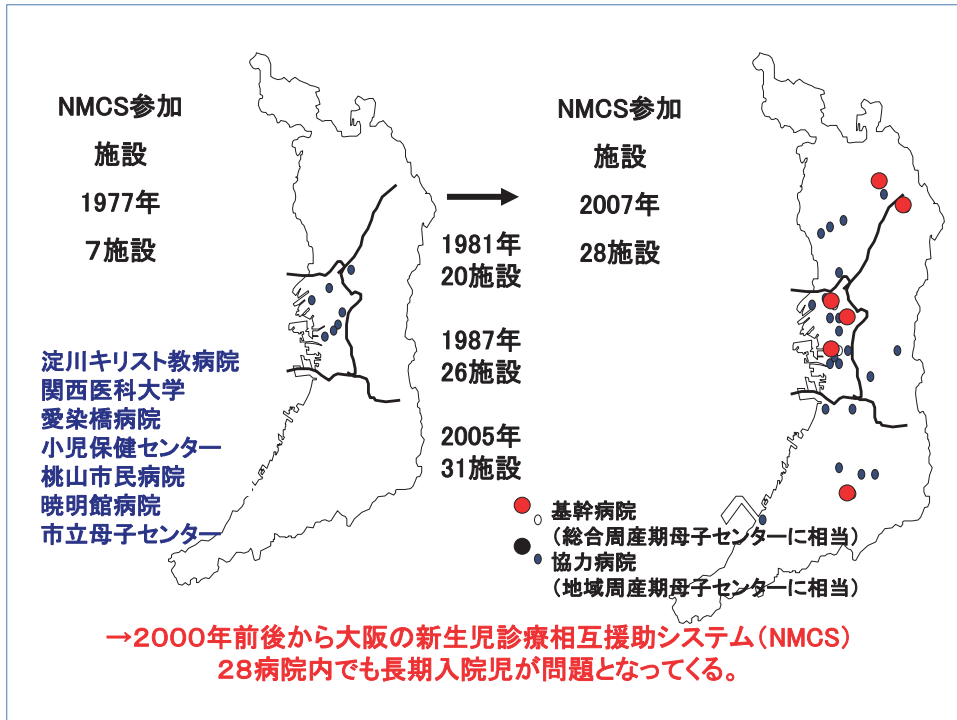 NMCS参加
施設
1977年
７施設
NMCS参加
施設
2007年
28施設
1981年
20施設
1987年
26施設
2005年
31施設
淀川キリスト教病院
関西医科大学
愛染橋病院
小児保健センター
桃山市民病院
暁明館病院
市立母子センター
基幹病院
（総合周産期母子センターに相当）
協力病院
（地域周産期母子センターに相当）
→２０００年前後から大阪の新生児診療相互援助システム（NMCS）
２８病院内でも長期入院児が問題となってくる。